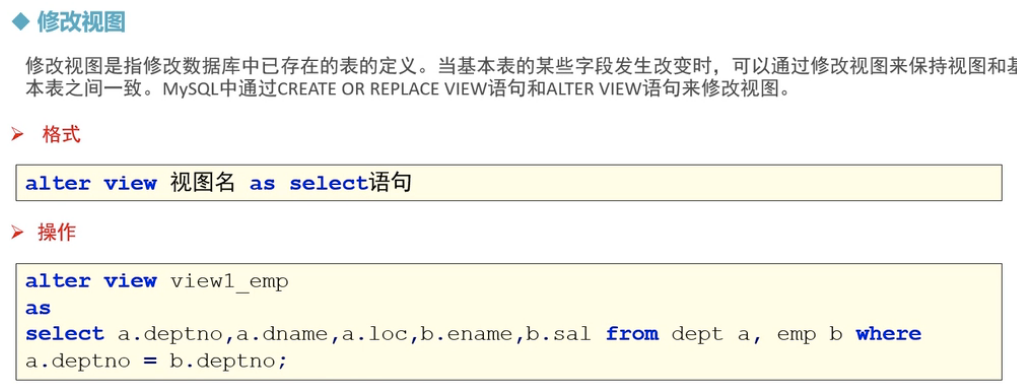 修改视图
修改视图是指修改数据库中已存在的表的定义。当基本表的某些字段发生改变时，可以通过修改视图来保持视图和基
本表之间一致。MySQL中通过CREATE OR REPLACE VIEW语句和ALTER VIEW语句来修改视图。
格式
alter view 视图名 as select语句
操作
alter view view1_emp
as
select a.deptno,a.dname,a.loc,b.ename,b.sal from dept a, emp b where
a.deptno = b.deptno;